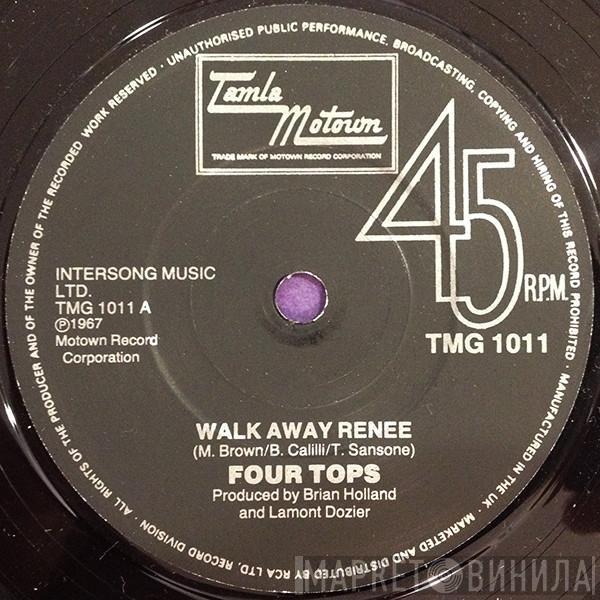 ALL RIGHTS OF THE PRODUCER AND OF THE OWNER OF THE RECORDED WORK RESERVED · UNAUTHORISED PUBLIC PERFORMANCE, BROADCASTING, COPYING AND HIRING OF THIS RECORD PROHIBITED · MANUFACTURED IN THE UK · MARKETED AND DISTRIBUTED BY RCA LTD. RECORD DIVISION ·
Tamla
Motown
TRADE MARK OF MOTOWN RECORD CORPORATION
45
R.P.M.
TMG 1011
INTERSONG MUSIC
LTD.
TMG 1011 A
℗1967
Motown Record
Corporation
WALK AWAY RENEE
(M. Brown/B. Calilli/T. Sansone)
FOUR TOPS
Produced by Brian Holland
and Lamont Dozier
МАРКЕТ ВИНИЛА